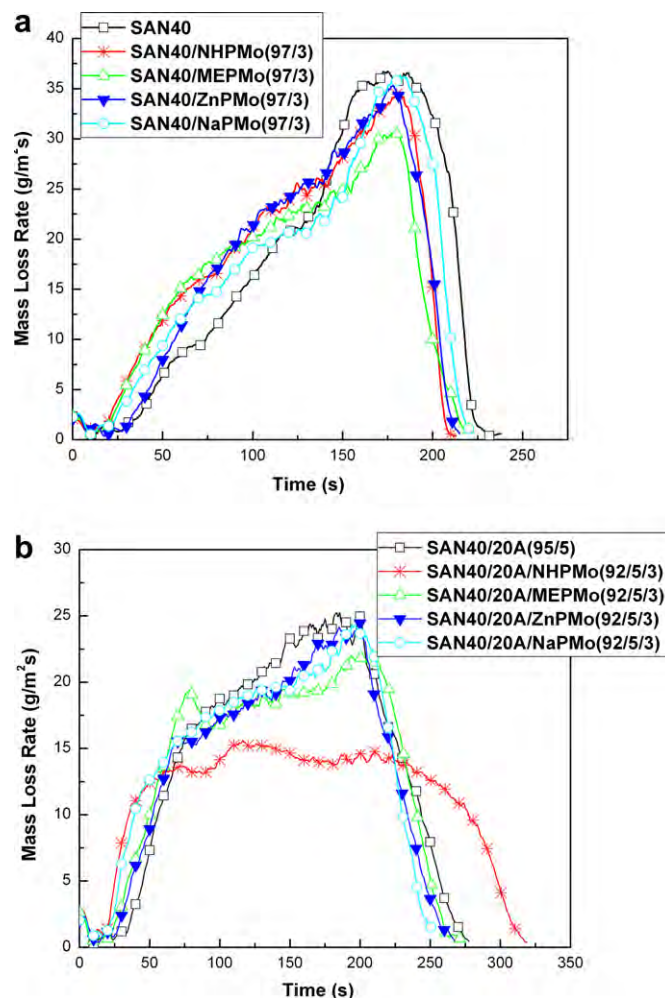 a
SAN40
SAN40/NHPMo(97/3)
SAN40/MEPMo(97/3)
SAN40/ZnPMo(97/3)
SAN40/NaPMo(97/3)
40
35
30
25
20
15
10
5
0
Mass Loss Rate (g/m²s)
0 50 100 150 200 250
Time (s)
b
SAN40/20A(95/5)
SAN40/20A/NHPMo(92/5/3)
SAN40/20A/MEPMo(92/5/3)
SAN40/20A/ZnPMo(92/5/3)
SAN40/20A/NaPMo(92/5/3)
30
25
20
15
10
5
0
Mass Loss Rate (g/m²s)
0 50 100 150 200 250 300 350
Time (s)